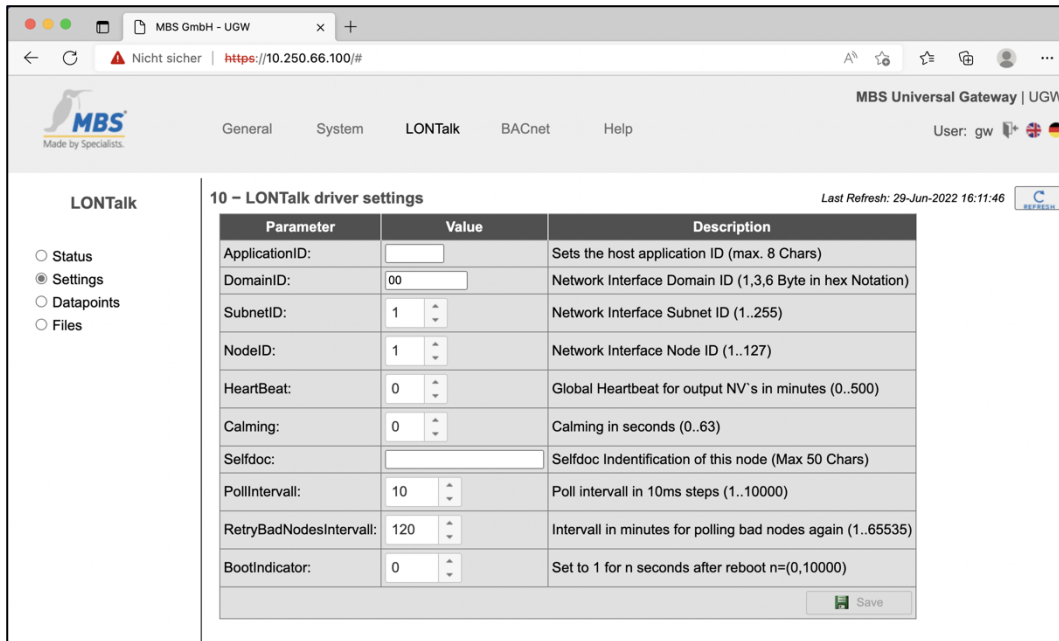 MBS GmbH - UGW
Nicht sicher | https://10.250.66.100/#
MBS
Made by Specialists.
General System LONTalk BACnet Help
MBS Universal Gateway | UGW
User: gw
LONTalk
Status
Settings
Datapoints
Files
10 – LONTalk driver settings
Last Refresh: 29-Jun-2022 16:11:46
REFRESH
Parameter Value Description
ApplicationID: Sets the host application ID (max. 8 Chars)
DomainID: 00 Network Interface Domain ID (1,3,6 Byte in hex Notation)
SubnetID: 1 Network Interface Subnet ID (1..255)
NodeID: 1 Network Interface Node ID (1..127)
HeartBeat: 0 Global Heartbeat for output NV`s in minutes (0..500)
Calming: 0 Calming in seconds (0..63)
Selfdoc: Selfdoc Indentification of this node (Max 50 Chars)
PollIntervall: 10 Poll intervall in 10ms steps (1..10000)
RetryBadNodesIntervall: 120 Intervall in minutes for polling bad nodes again (1..65535)
BootIndicator: 0 Set to 1 for n seconds after reboot n=(0,10000)
Save